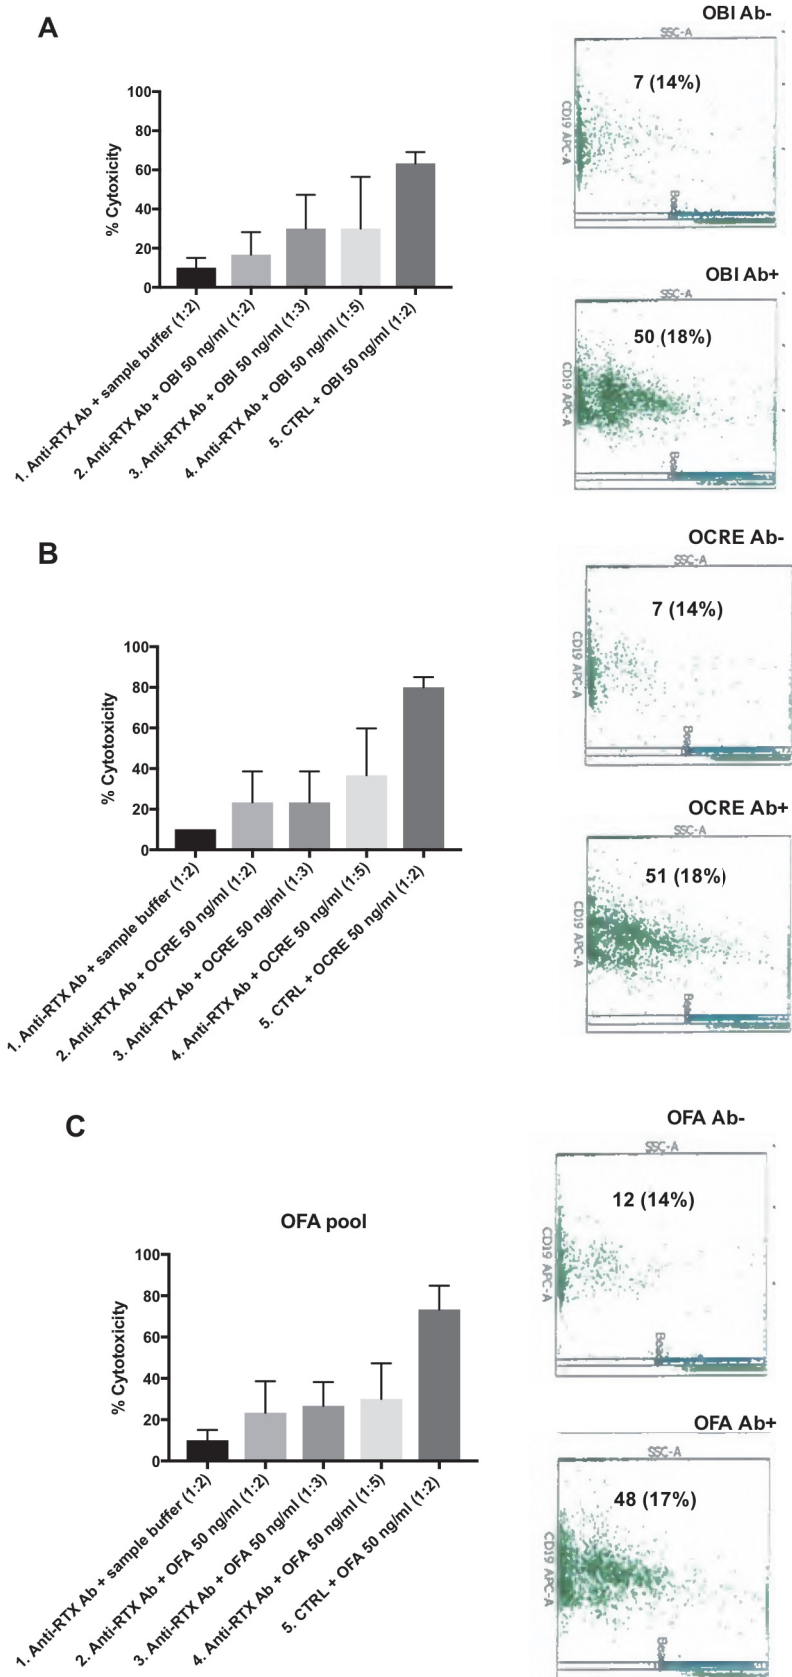 A
% Cytoxicity
100
80
60
40
20
0
1. Anti-RTX Ab + sample buffer (1:2)
2. Anti-RTX Ab + OBI 50 ng/ml (1:2)
3. Anti-RTX Ab + OBI 50 ng/ml (1:3)
4. Anti-RTX Ab + OBI 50 ng/ml (1:5)
5. CTRL + OBI 50 ng/ml (1:2)
OBI Ab-
SSC-A
7 (14%)
CD19 APC-A
OBI Ab+
SSC-A
50 (18%)
CD19 APC-A
B
% Cytotoxicity
100
80
60
40
20
0
1. Anti-RTX Ab + sample buffer (1:2)
2. Anti-RTX Ab + OCRE 50 ng/ml (1:2)
3. Anti-RTX Ab + OCRE 50 ng/ml (1:3)
4. Anti-RTX Ab + OCRE 50 ng/ml (1:5)
5. CTRL + OCRE 50 ng/ml (1:2)
OCRE Ab-
SSC-A
7 (14%)
CD19 APC-A
OCRE Ab+
SSC-A
51 (18%)
CD19 APC-A
C
OFA pool
% Cytotoxicity
100
80
60
40
20
0
1. Anti-RTX Ab + sample buffer (1:2)
2. Anti-RTX Ab + OFA 50 ng/ml (1:2)
3. Anti-RTX Ab + OFA 50 ng/ml (1:3)
4. Anti-RTX Ab + OFA 50 ng/ml (1:5)
5. CTRL + OFA 50 ng/ml (1:2)
OFA Ab-
SSC-A
12 (14%)
CD19 APC-A
OFA Ab+
SSC-A
48 (17%)
CD19 APC-A